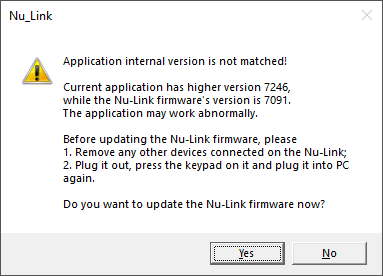 Nu_Link
Application internal version is not matched!
Current application has higher version 7246,
while the Nu-Link firmware's version is 7091.
The application may work abnormally.
Before updating the Nu-Link firmware, please
1. Remove any other devices connected on the Nu-Link;
2. Plug it out, press the keypad on it and plug it into PC
again.
Do you want to update the Nu-Link firmware now?
Yes
No